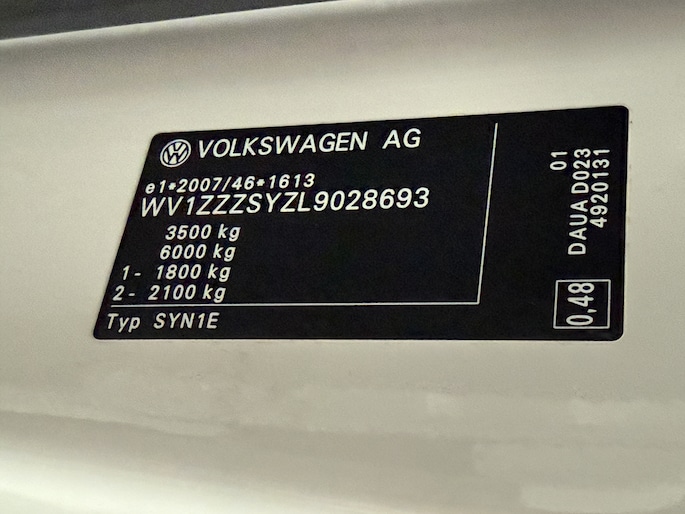 VOLKSWAGEN AG
e1*2007/46*1613
WV1ZZZSYZL9028693
3500 kg
6000 kg
1- 1800 kg
2- 2100 kg
Typ SYN1E
01
DAUA D023
4920131
0,48